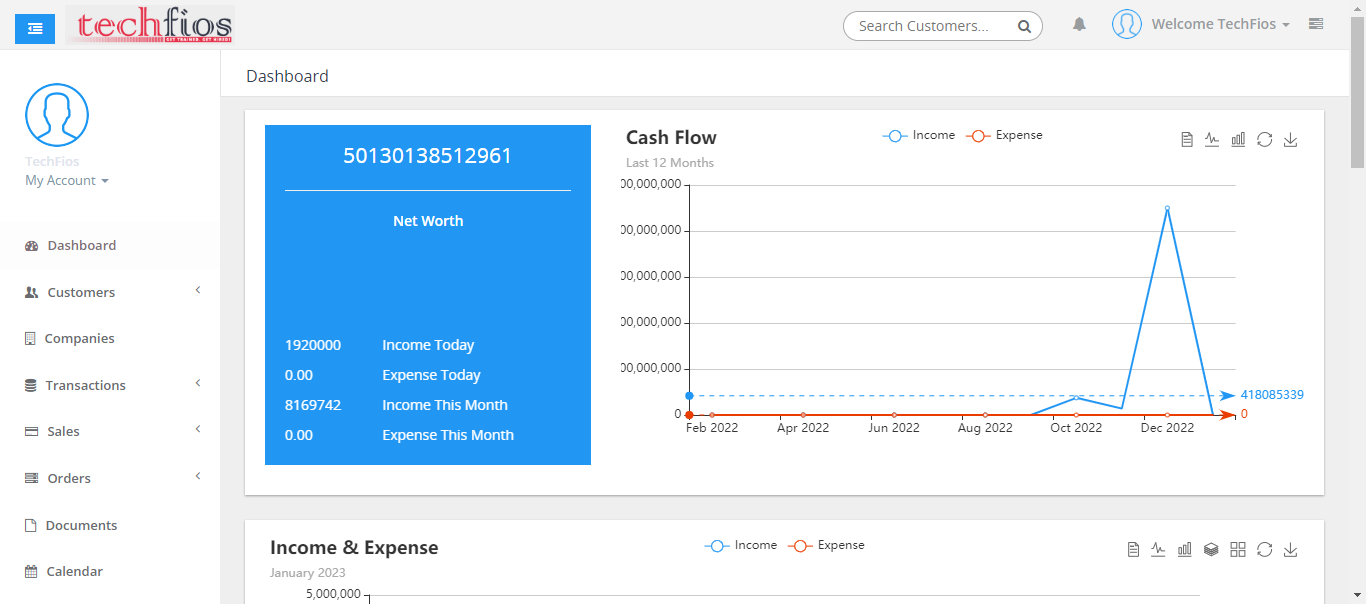 techfios
GET TRAINED. GET HIRED!
Search Customers...
Welcome TechFios
TechFios
My Account
Dashboard
Customers
Companies
Transactions
Sales
Orders
Documents
Calendar
Dashboard
50130138512961
Net Worth
1920000 Income Today
0.00 Expense Today
8169742 Income This Month
0.00 Expense This Month
Cash Flow
Last 12 Months
Income Expense
00,000,000
00,000,000
00,000,000
00,000,000
00,000,000
418085339
0 0
Feb 2022 Apr 2022 Jun 2022 Aug 2022 Oct 2022 Dec 2022
Income & Expense
January 2023
Income Expense
5,000,000